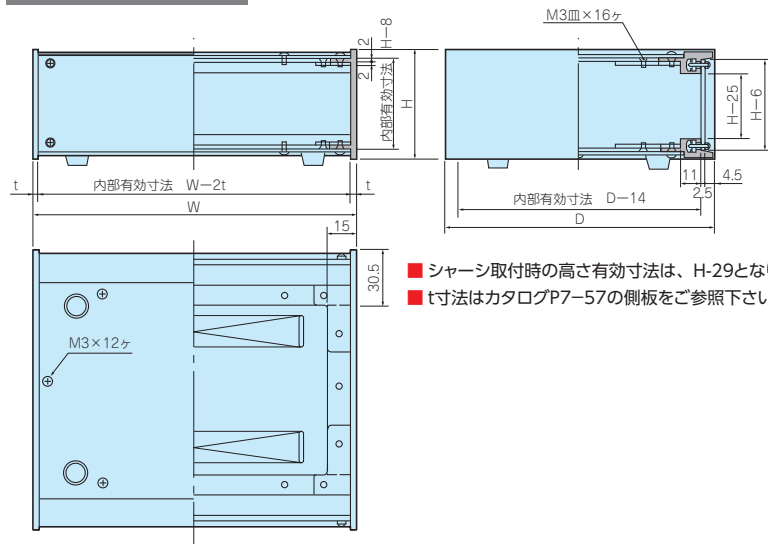 M3皿×16ヶ
2
H−8
2
内部有効寸法
H
H−25
H−6
11
4.5
2.5
t
内部有効寸法 W−2t
t
W
内部有効寸法 D−14
D
15
30.5
■ シャーシ取付時の高さ有効寸法は、H-29とな
■ t寸法はカタログP7−57の側板をご参照下さい
M3×12ヶ